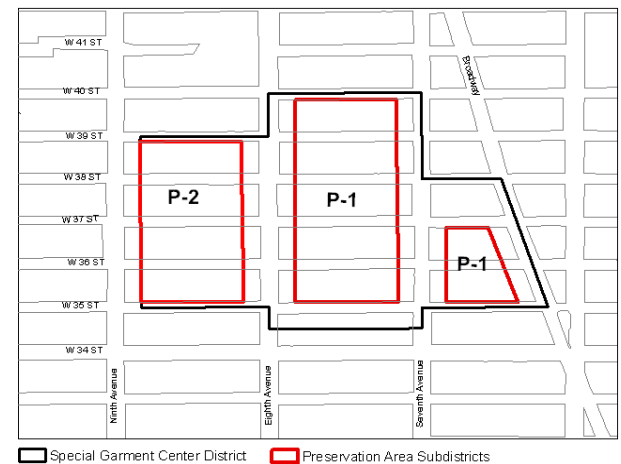 W 41 ST
Broadway
W 40 ST
W 39 ST
W 38 ST
P-2
P-1
W 37 ST
W 36 ST
P-1
W 35 ST
W 34 ST
Ninth Avenue
Eighth Avenue
Seventh Avenue
Special Garment Center District
Preservation Area Subdistricts